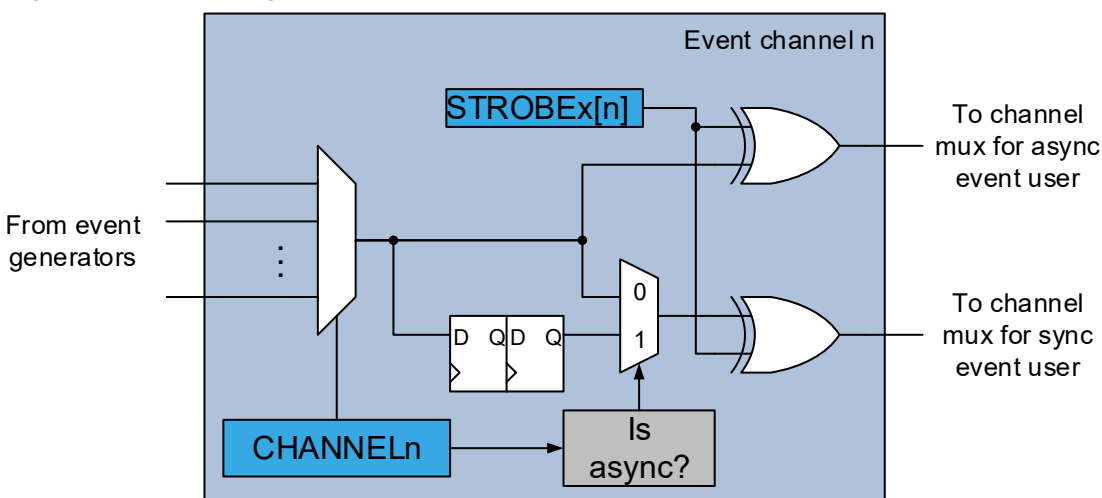 Event channel n
STROBEx[n]
To channel
mux for async
event user
From event
generators
0
1
D Q D Q
To channel
mux for sync
event user
CHANNELn
Is
async?